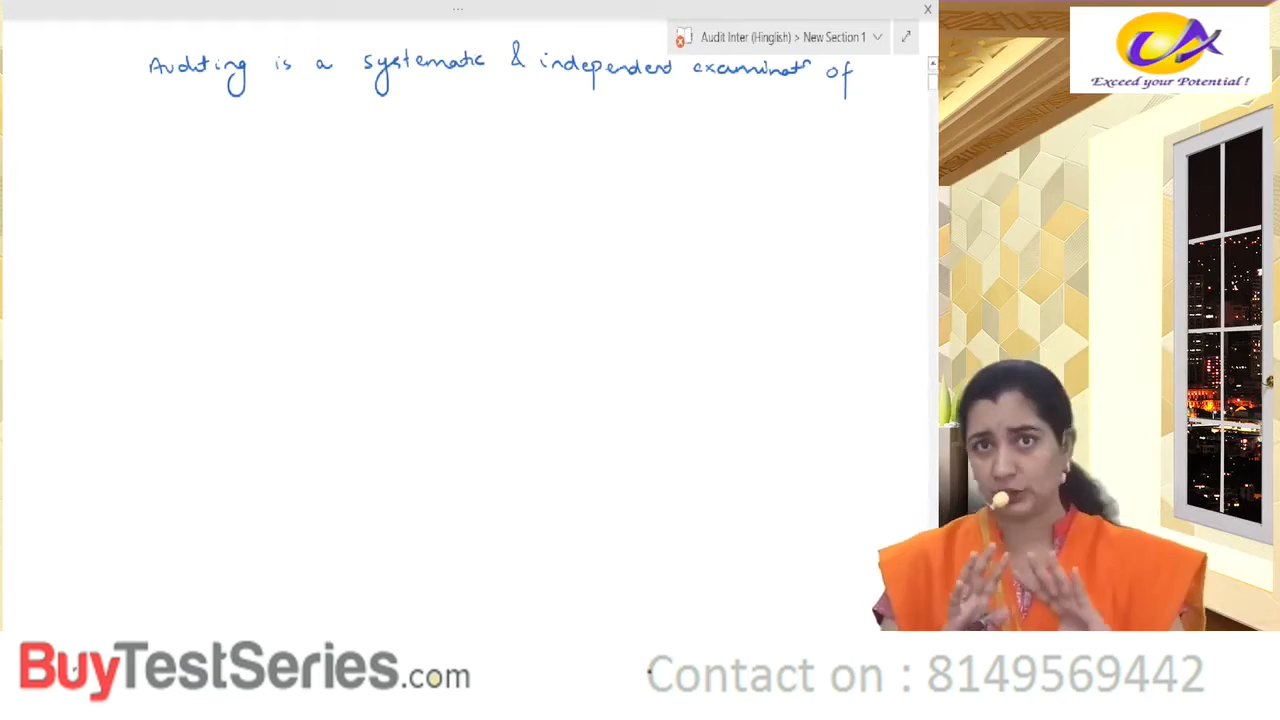 ...
x
Audit Inter (Hinglish) > New Section 1
Auditing is a systematic & independend examinatn of
Exceed your Potential !
BuyTestSeries.com
Contact on : 8149569442